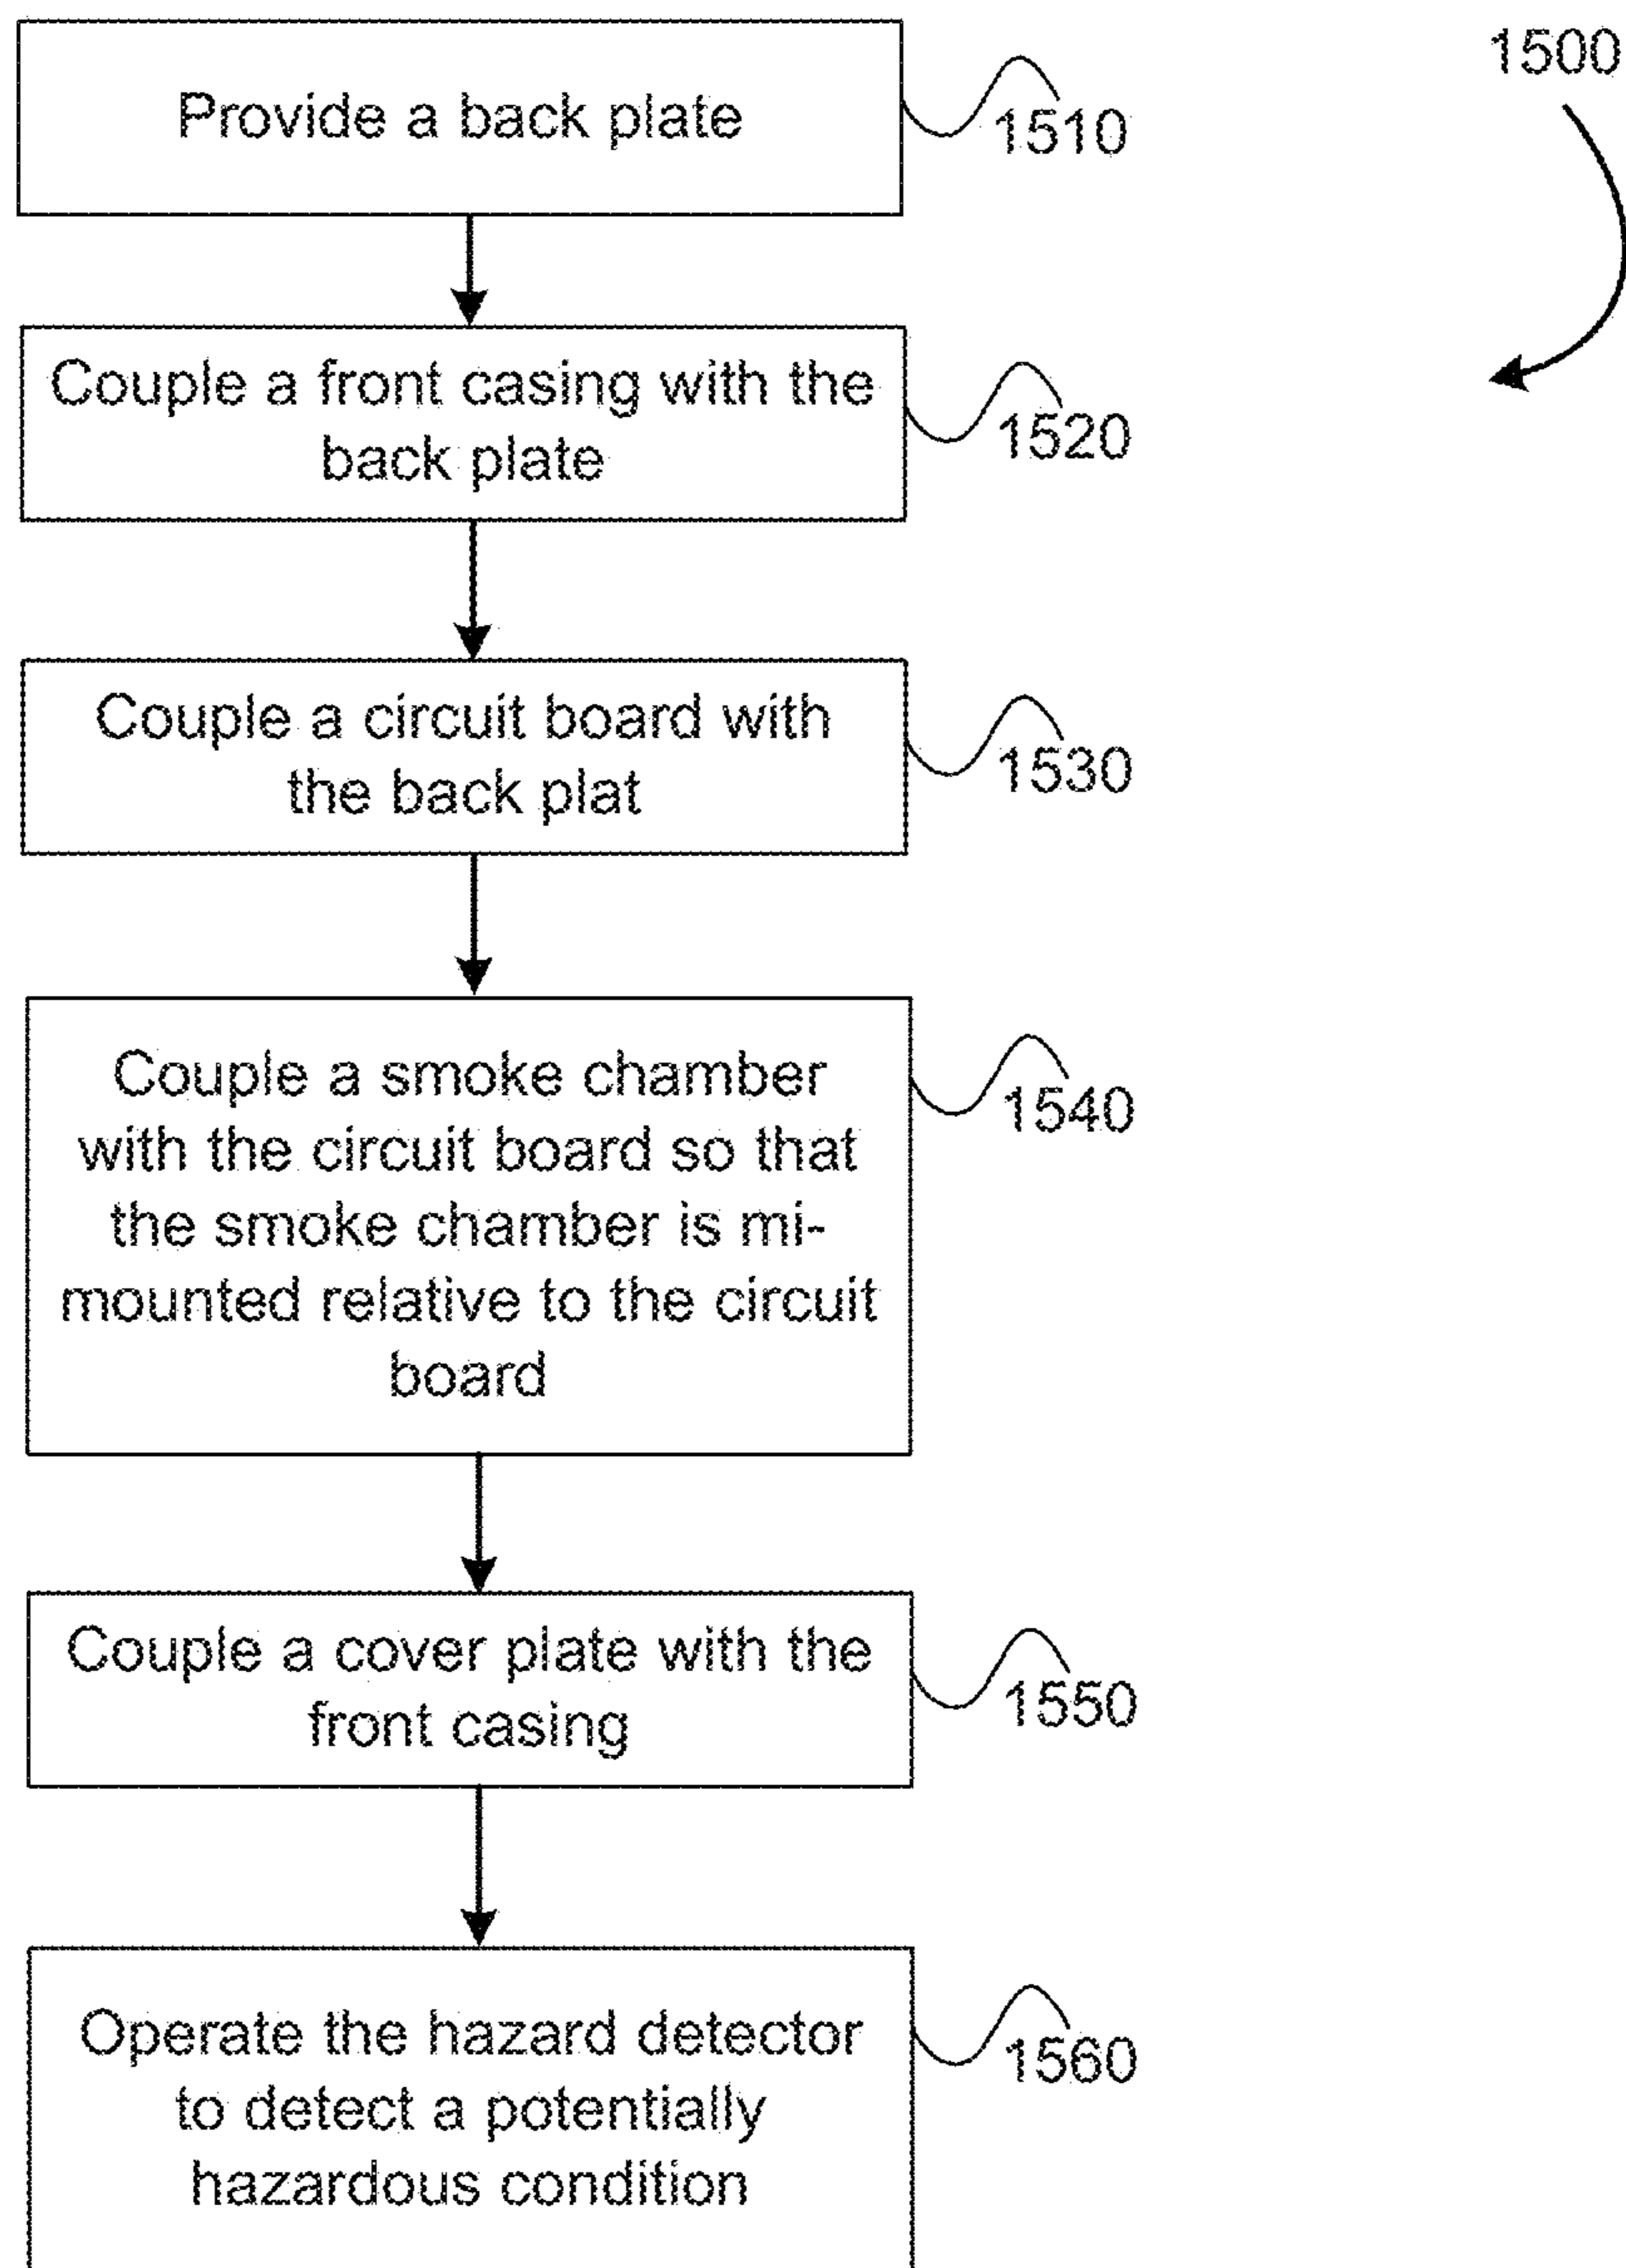 1500
Provide a back plate
1510
Couple a front casing with the
back plate
1520
Couple a circuit board with
the back plat
1530
Couple a smoke chamber
with the circuit board so that
the smoke chamber is mi-
mounted relative to the circuit
board
1540
Couple a cover plate with the
front casing
1550
Operate the hazard detector
to detect a potentially
hazardous condition
1560